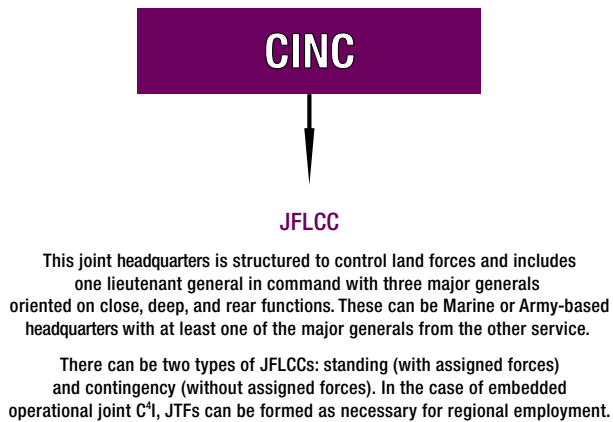 CINC
JFLCC
This joint headquarters is structured to control land forces and includes
one lieutenant general in command with three major generals
oriented on close, deep, and rear functions. These can be Marine or Army-based
headquarters with at least one of the major generals from the other service.
There can be two types of JFLCCs: standing (with assigned forces)
and contingency (without assigned forces). In the case of embedded
operational joint C⁴I, JTFs can be formed as necessary for regional employment.